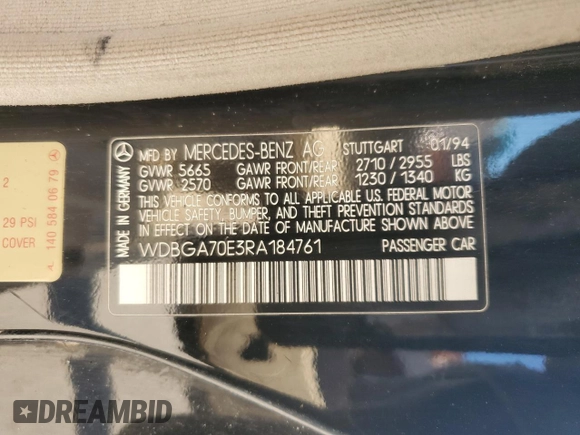 MERCEDES-BENZ AG STUTTGART 01/94
GVWR 5665 GAWR FRONT/REAR 2710/2955 LBS
GVWR 2570 GAWR FRONT/REAR 1230/1340 KG
THIS VEHICLE CONFORMS TO ALL APPLICABLE U.S. FEDERAL MOTOR
VEHICLE SAFETY, BUMPER, AND THEFT PREVENTION STANDARDS
IN EFFECT ON THE DATE OF MANUFACTURE SHOWN ABOVE
WDBGA70E3RA184761 PASSENGER CAR
MADE IN GERMANY
2
29 PSI
COVER
A 140 584 06 79
DREAMBID